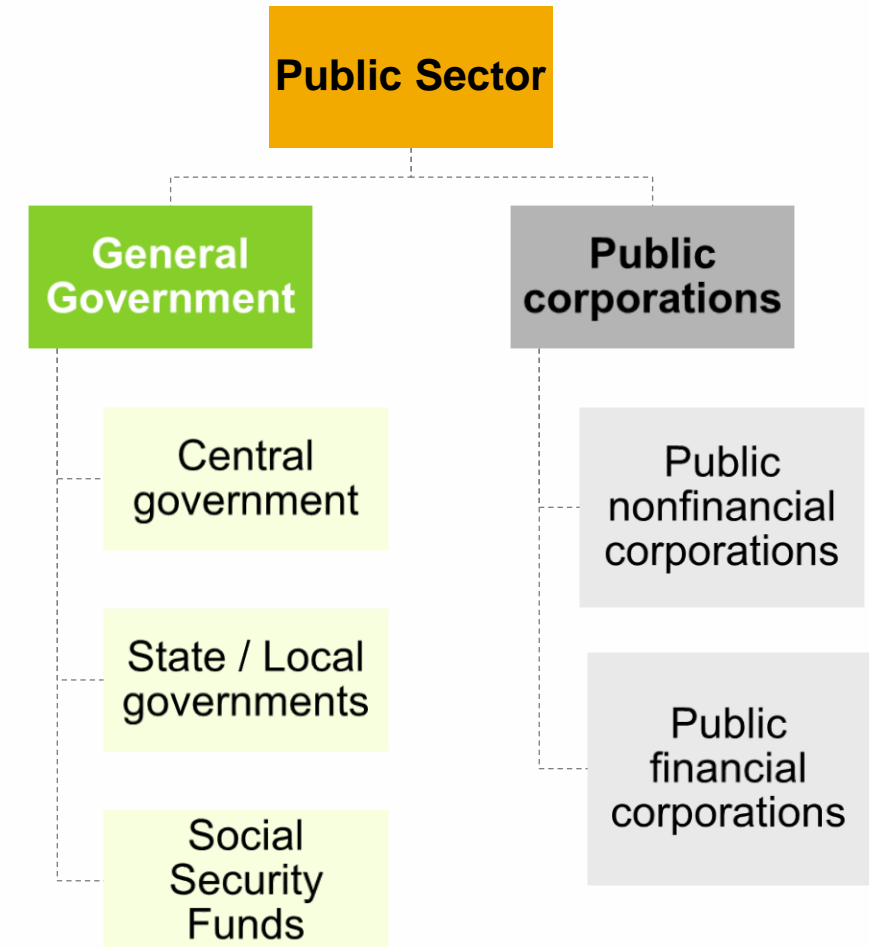 Public Sector
General
Government
Public
corporations
Central
government
State / Local
governments
Social
Security
Funds
Public
nonfinancial
corporations
Public
financial
corporations